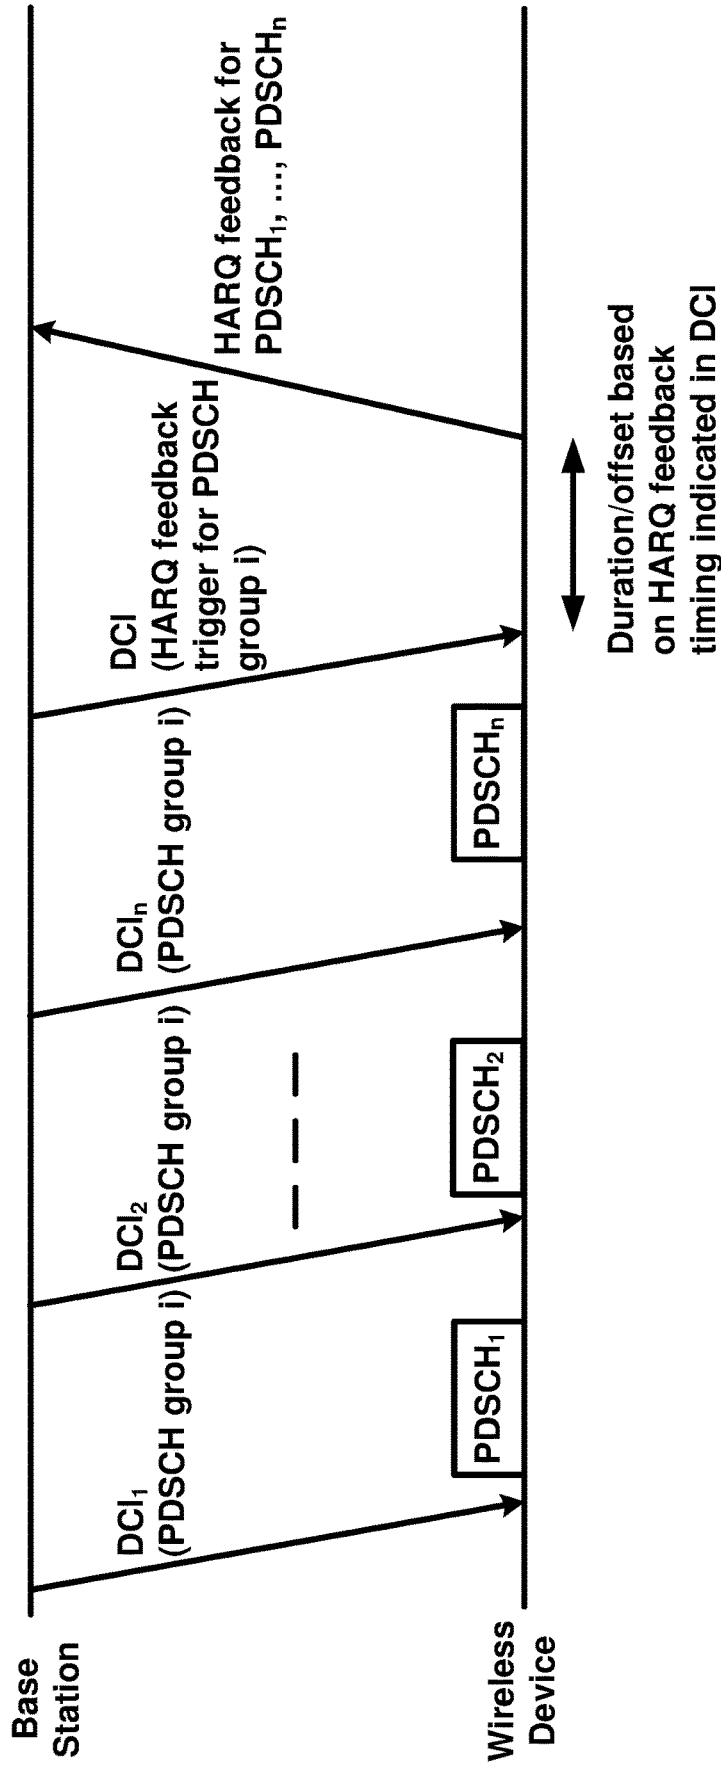 Base
Station
DCI₁
(PDSCH group i)
DCI₂
(PDSCH group i)
DCIₙ
(PDSCH group i)
DCI
(HARQ feedback
trigger for PDSCH
group i)
HARQ feedback for
PDSCH₁, ..., PDSCHₙ
PDSCH₁
PDSCH₂
PDSCHₙ
Wireless
Device
Duration/offset based
on HARQ feedback
timing indicated in DCI